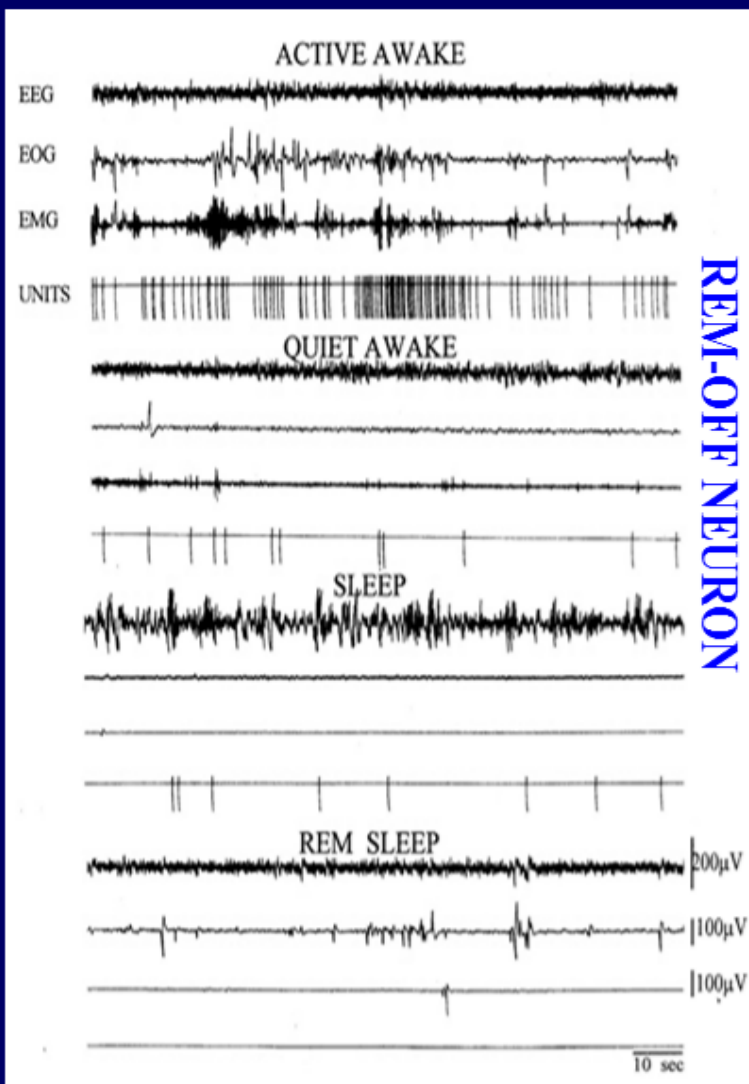 ACTIVE AWAKE
EEG
EOG
EMG
UNITS
QUIET AWAKE
SLEEP
REM SLEEP
200µV
100µV
100µV
10 sec
REM-OFF NEURON